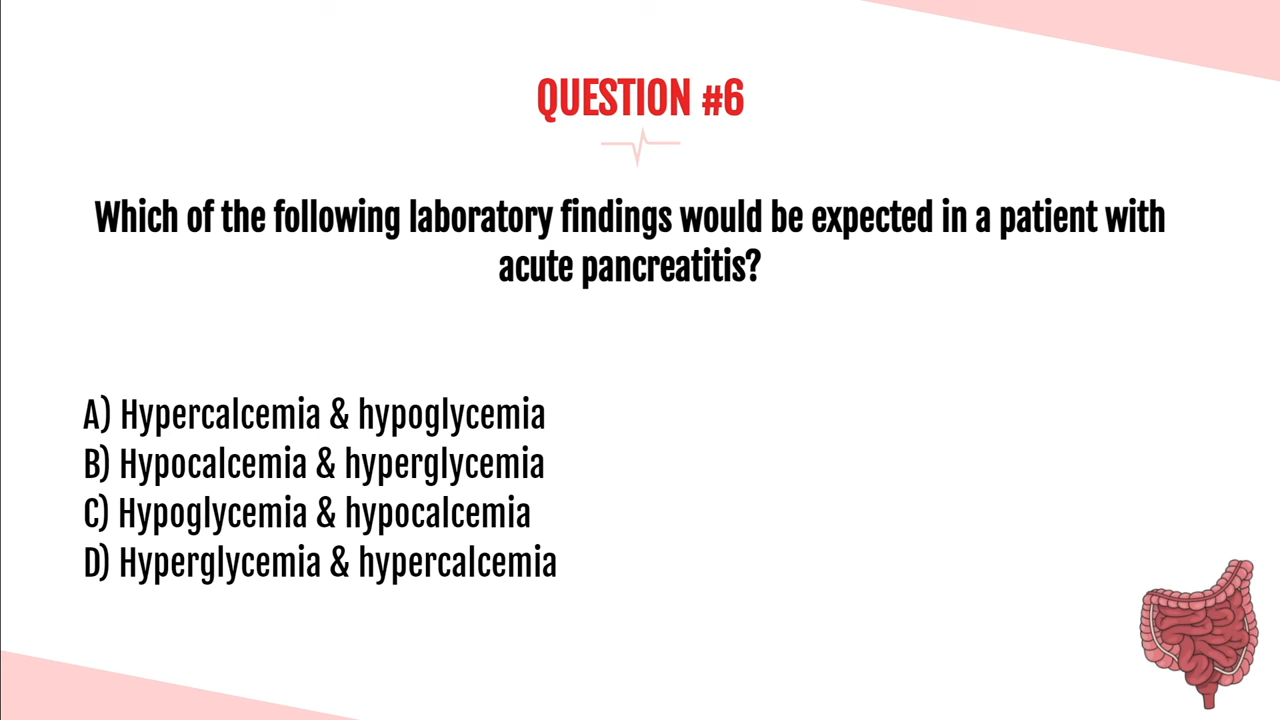 QUESTION #6
Which of the following laboratory findings would be expected in a patient with
acute pancreatitis?
A) Hypercalcemia & hypoglycemia
B) Hypocalcemia & hyperglycemia
C) Hypoglycemia & hypocalcemia
D) Hyperglycemia & hypercalcemia